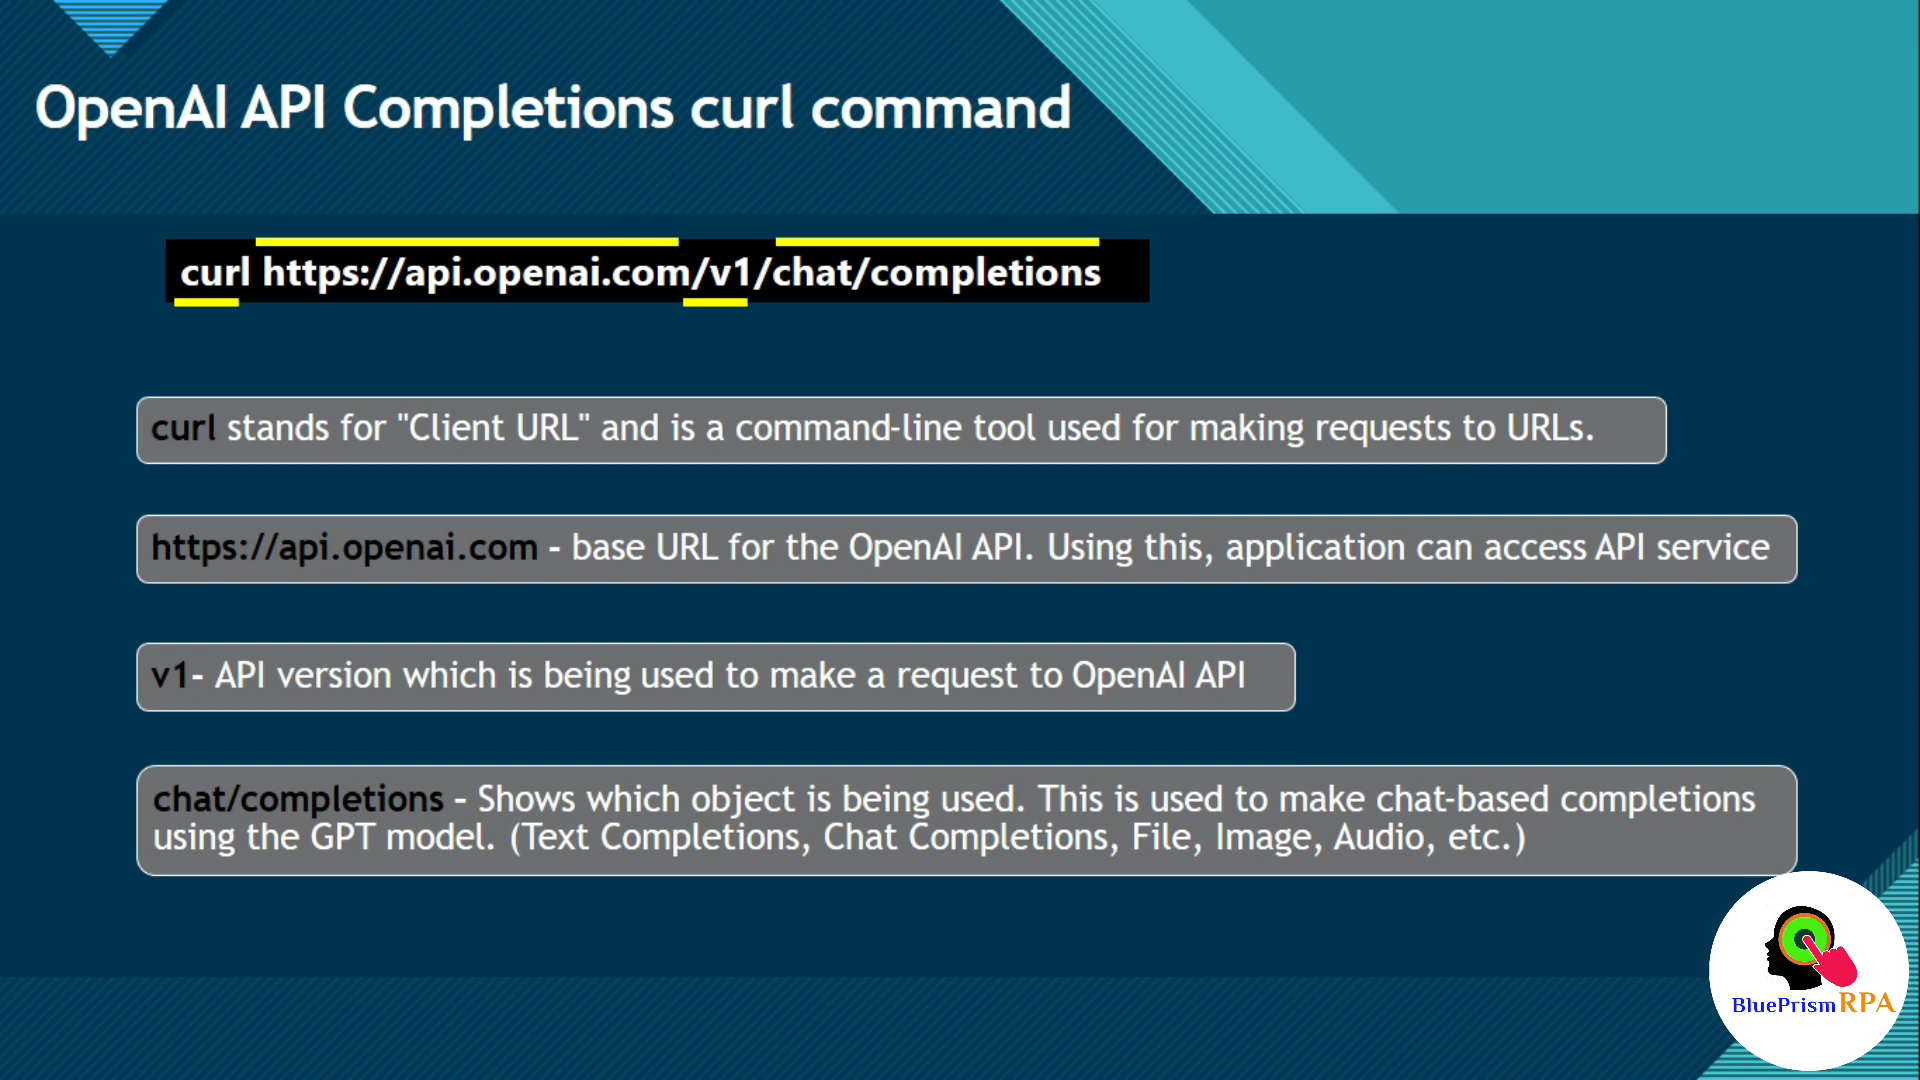 OpenAI API Completions curl command
curl https://api.openai.com/v1/chat/completions
curl stands for "Client URL" and is a command-line tool used for making requests to URLs.
https://api.openai.com - base URL for the OpenAI API. Using this, application can access API service
v1- API version which is being used to make a request to OpenAI API
chat/completions - Shows which object is being used. This is used to make chat-based completions
using the GPT model. (Text Completions, Chat Completions, File, Image, Audio, etc.)
BluePrismRPA